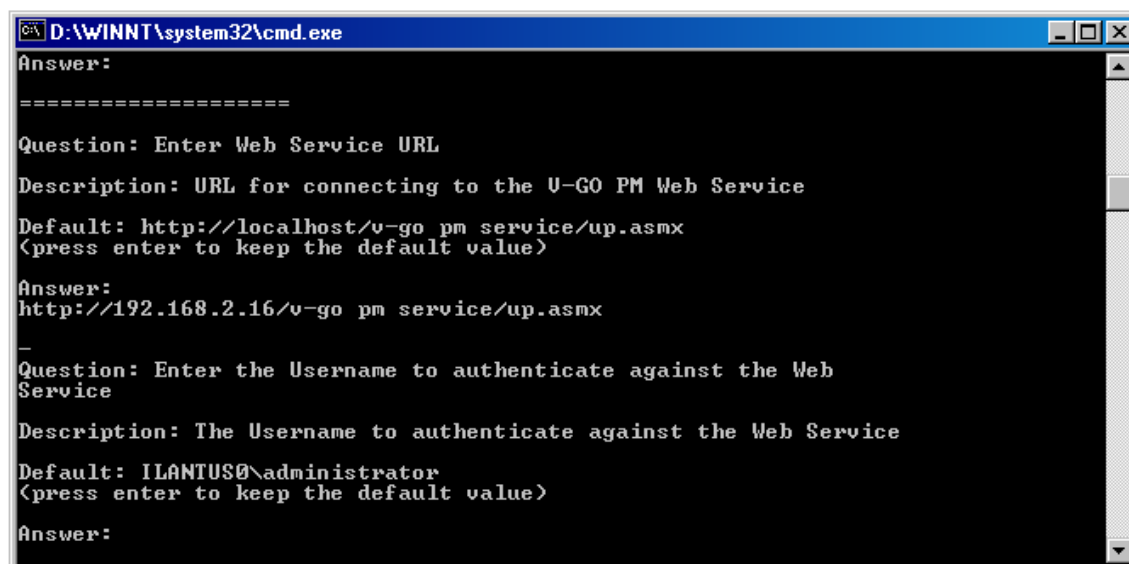 D:\WINNT\system32\cmd.exe
Answer:
====================
Question: Enter Web Service URL
Description: URL for connecting to the V-GO PM Web Service
Default: http://localhost/v-go pm service/up.asmx
(press enter to keep the default value)
Answer:
http://192.168.2.16/v-go pm service/up.asmx
_
Question: Enter the Username to authenticate against the Web
Service
Description: The Username to authenticate against the Web Service
Default: ILANTUS0\administrator
(press enter to keep the default value)
Answer: